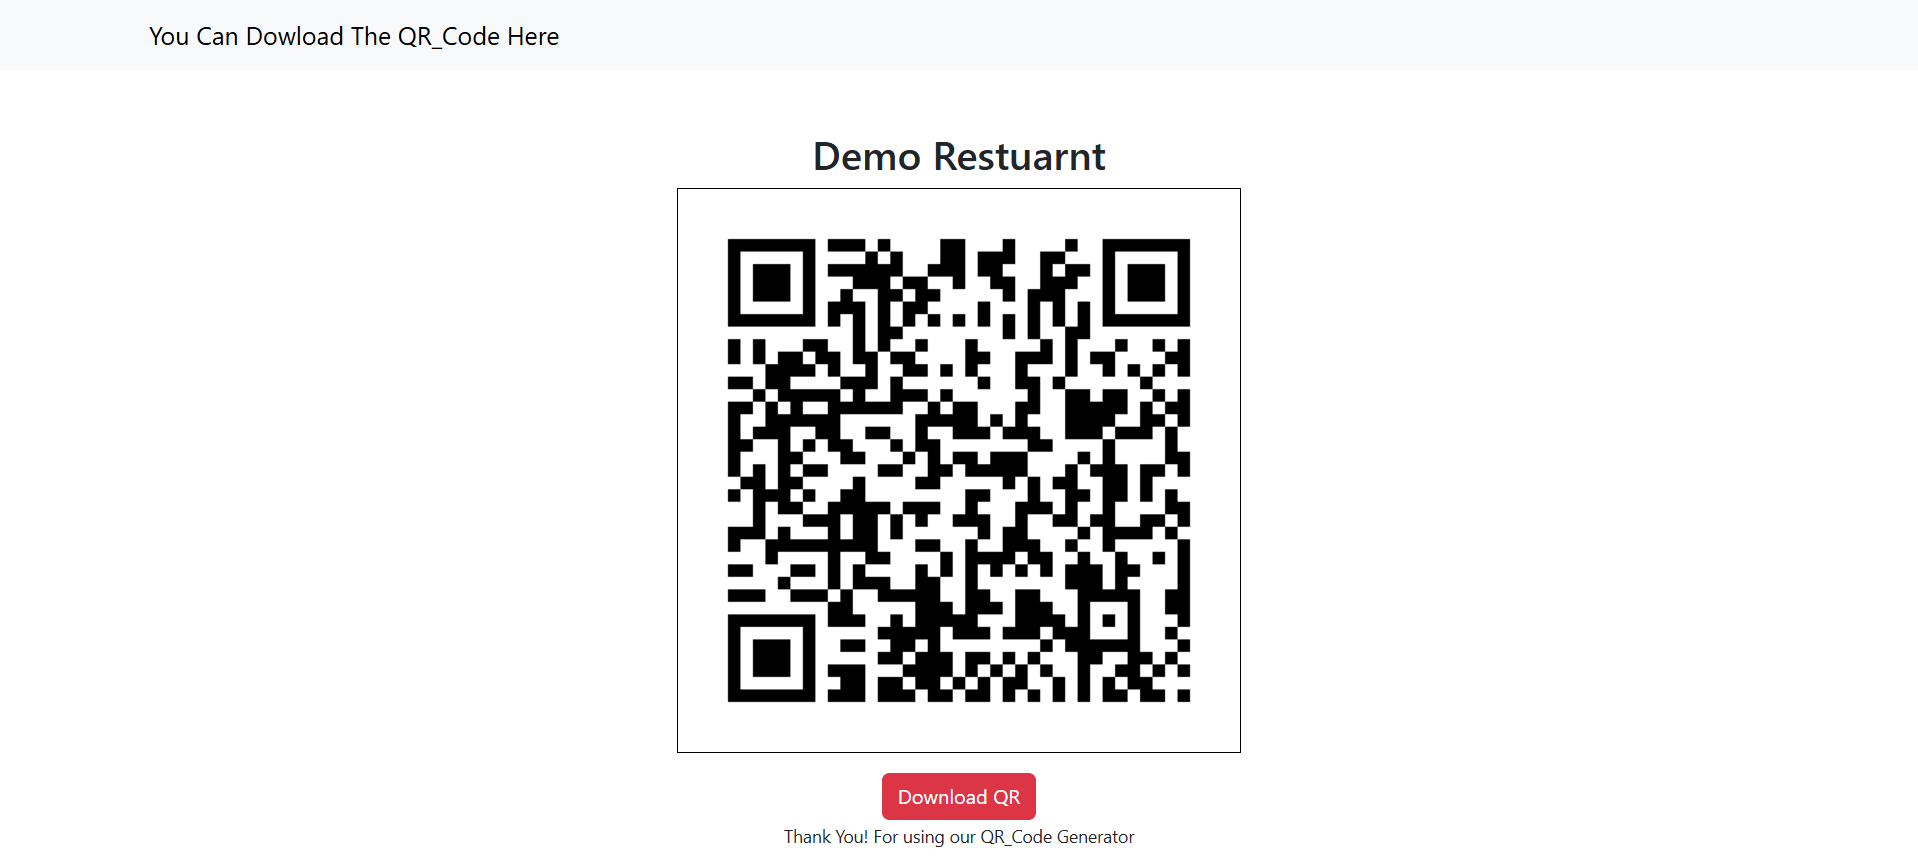 You Can Dowload The QR_Code Here
Demo Restuarnt
Download QR
Thank You! For using our QR_Code Generator